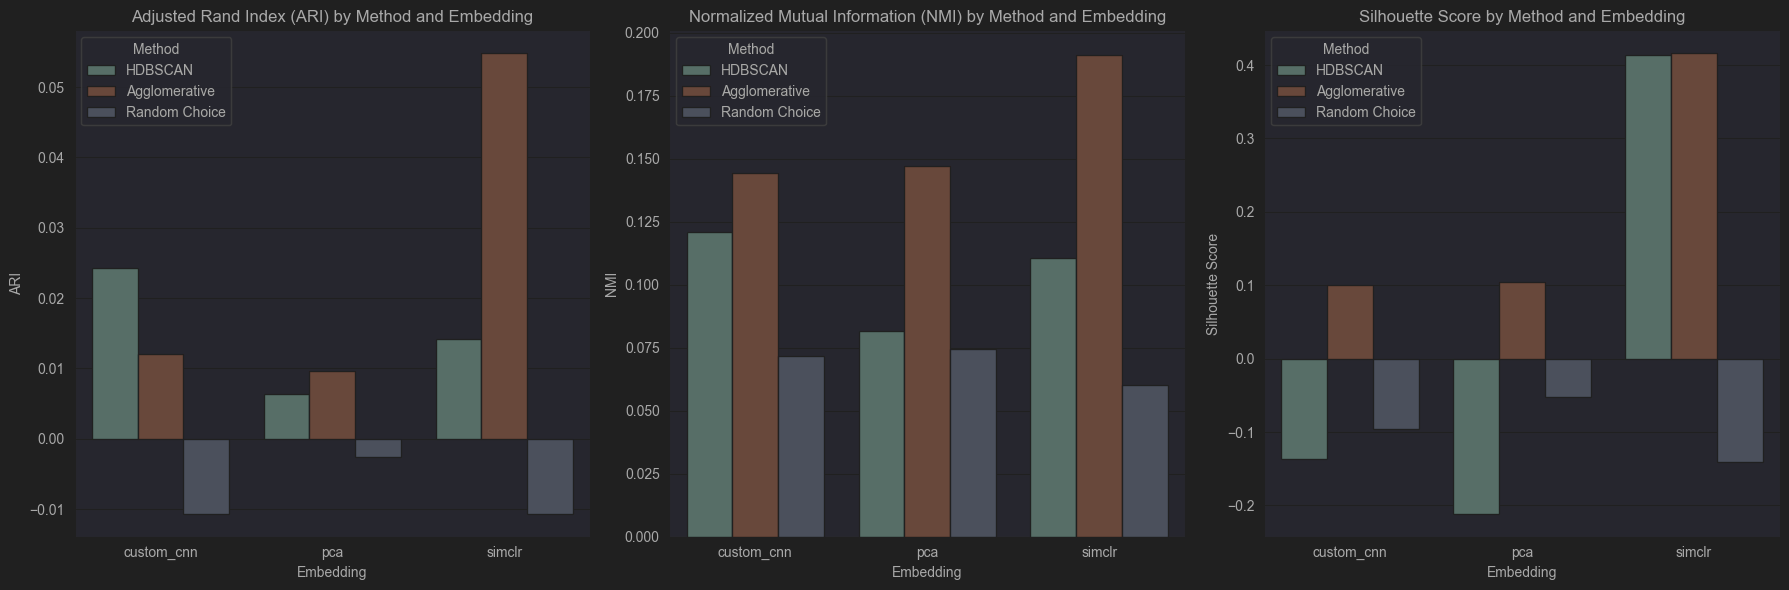 Adjusted Rand Index (ARI) by Method and Embedding
Method
HDBSCAN
Agglomerative
Random Choice
0.05
0.04
0.03
0.02
0.01
0.00
−0.01
ARI
custom_cnn
pca
simclr
Embedding
Normalized Mutual Information (NMI) by Method and Embedding
Method
HDBSCAN
Agglomerative
Random Choice
0.200
0.175
0.150
0.125
0.100
0.075
0.050
0.025
0.000
NMI
custom_cnn
pca
simclr
Embedding
Silhouette Score by Method and Embedding
Method
HDBSCAN
Agglomerative
Random Choice
0.4
0.3
0.2
0.1
0.0
−0.1
−0.2
Silhouette Score
custom_cnn
pca
simclr
Embedding